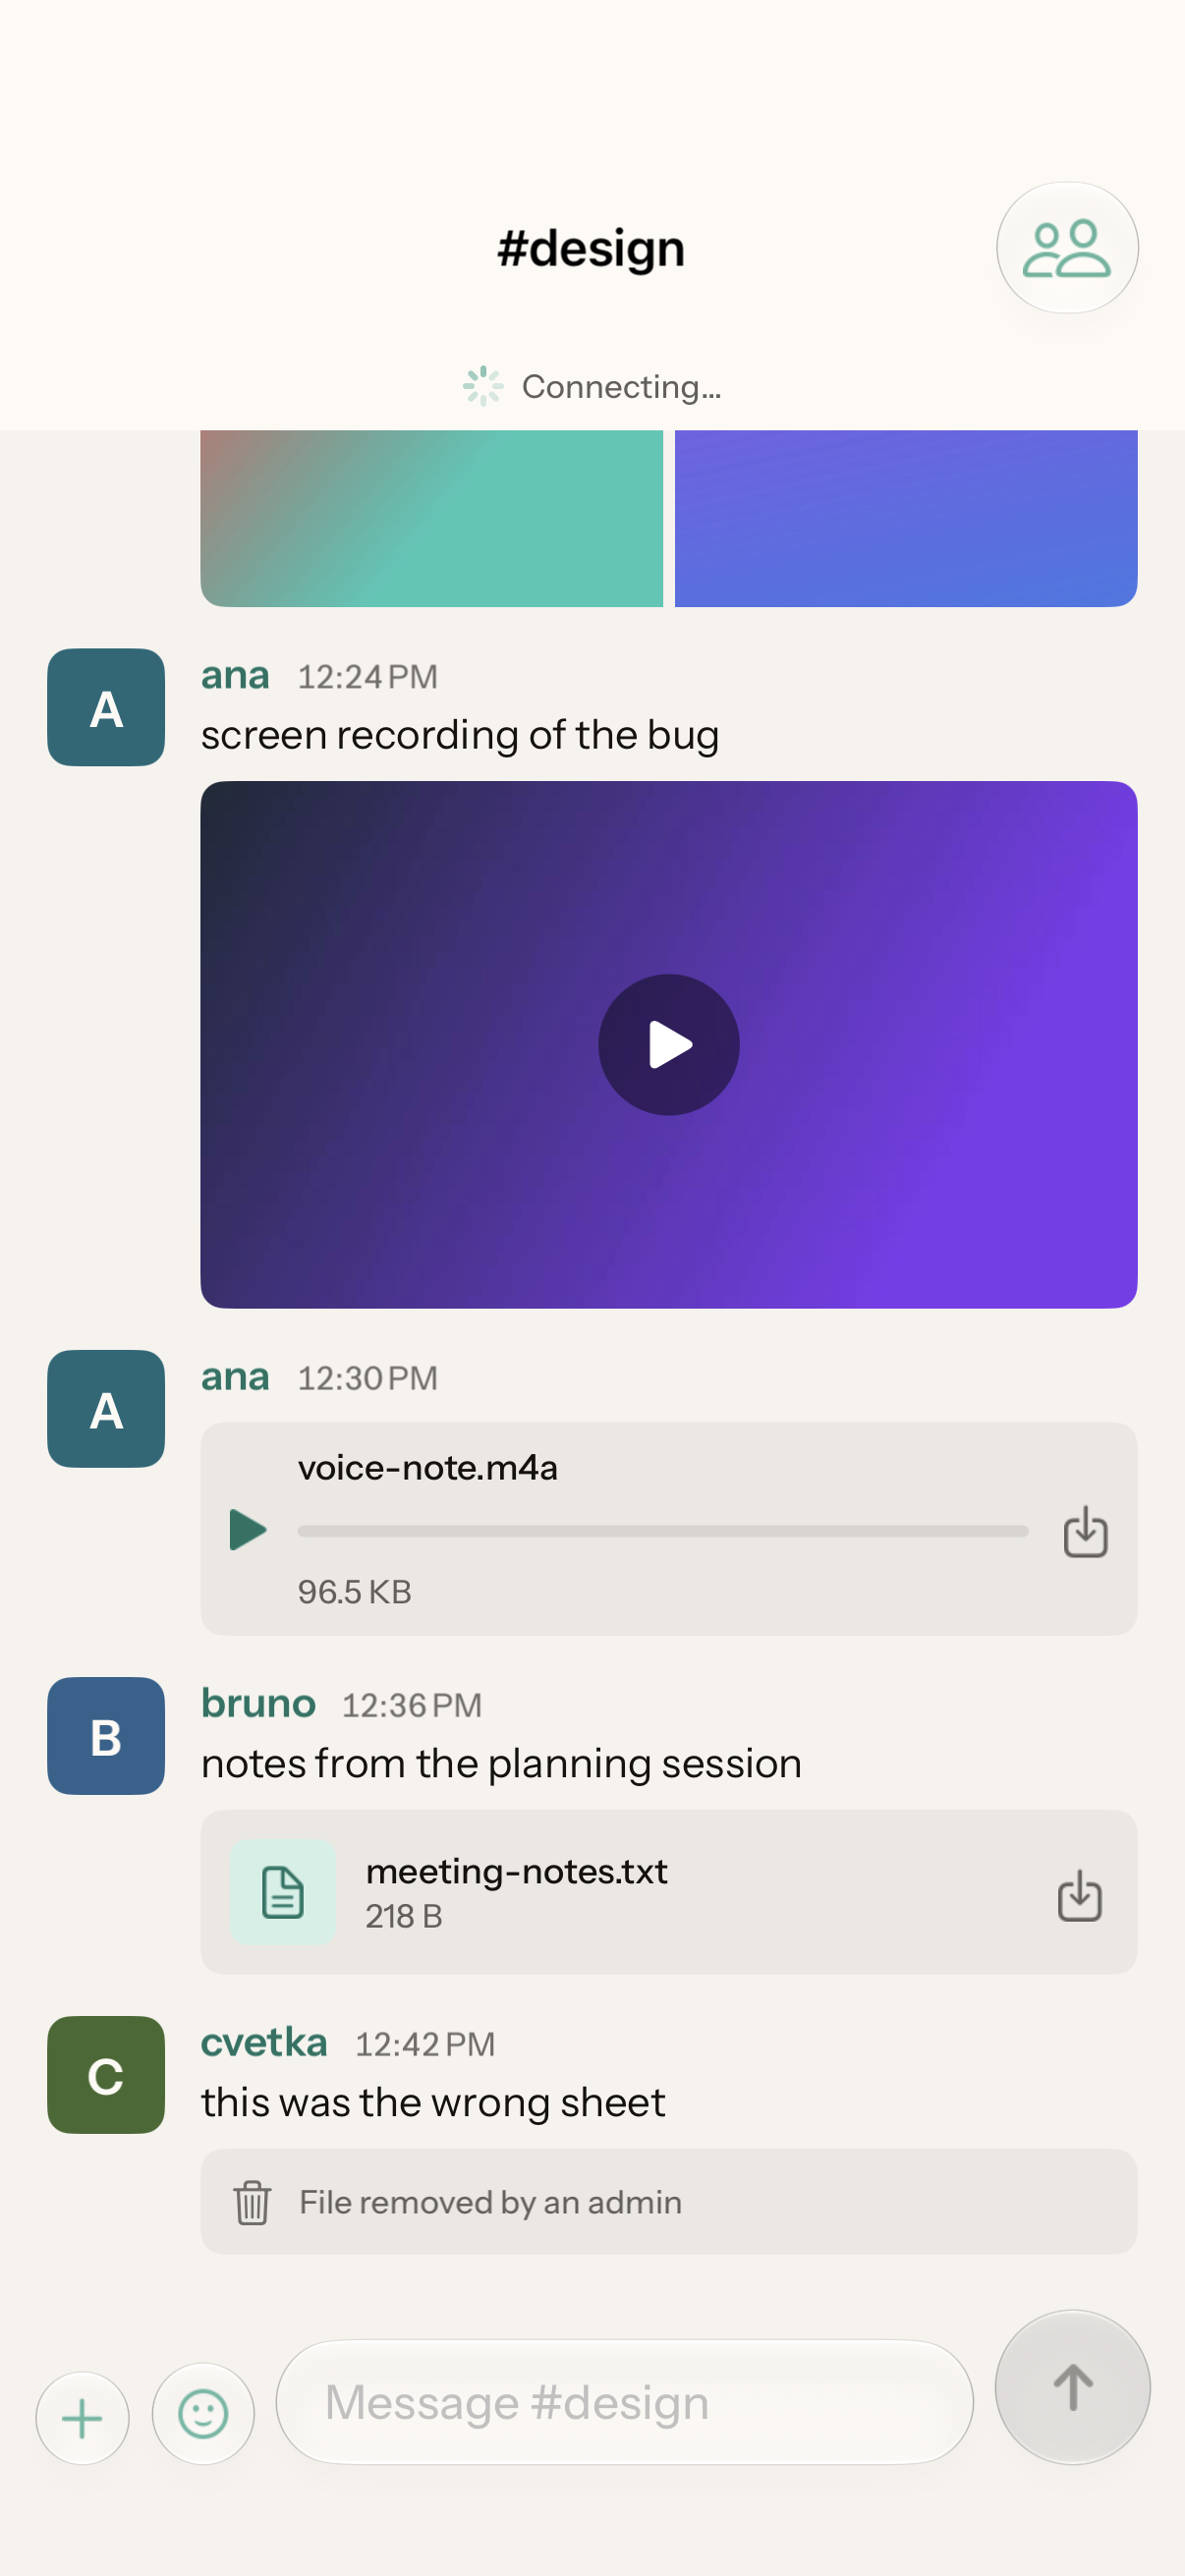 #design
Connecting...
A
ana 12:24 PM
screen recording of the bug
A
ana 12:30 PM
voice-note.m4a
96.5 KB
B
bruno 12:36 PM
notes from the planning session
meeting-notes.txt
218 B
C
cvetka 12:42 PM
this was the wrong sheet
File removed by an admin
Message #design